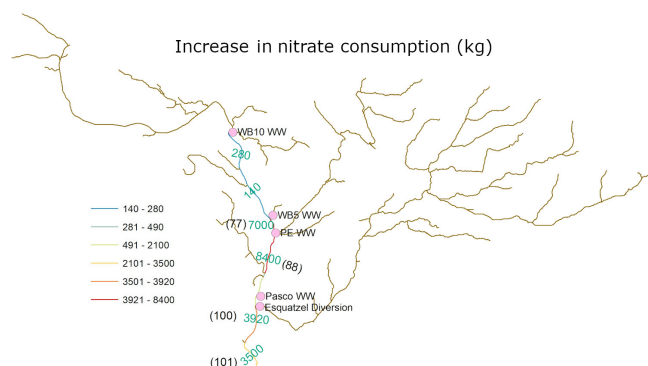 Increase in nitrate consumption (kg)
WB10 WW
280
140
140 - 280
281 - 490
491 - 2100
2101 - 3500
3501 - 3920
3921 - 8400
WB5 WW
(77) 7000
PE WW
8400 (88)
Pasco WW
Esquatzel Diversion
(100) 3920
(101) 3500